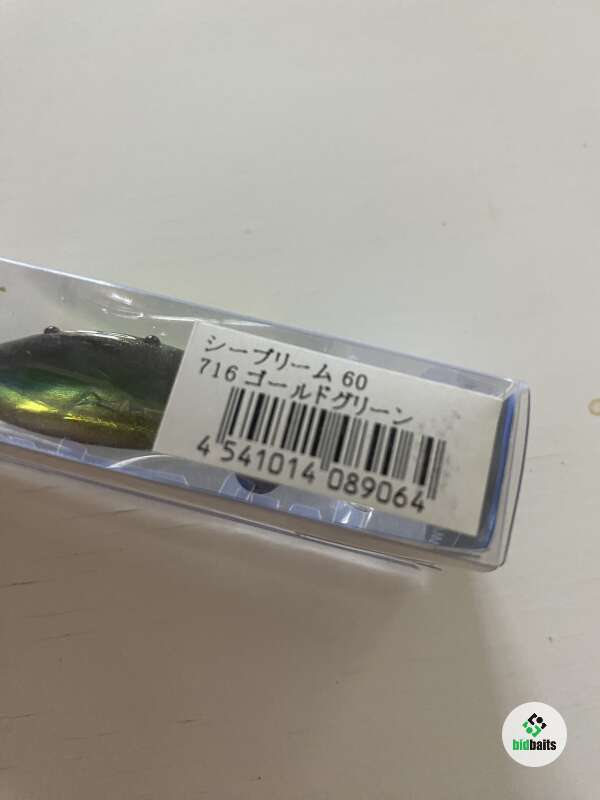 シーブリーム 60
716 ゴールドグリーン
4 541014 089064
bidbaits